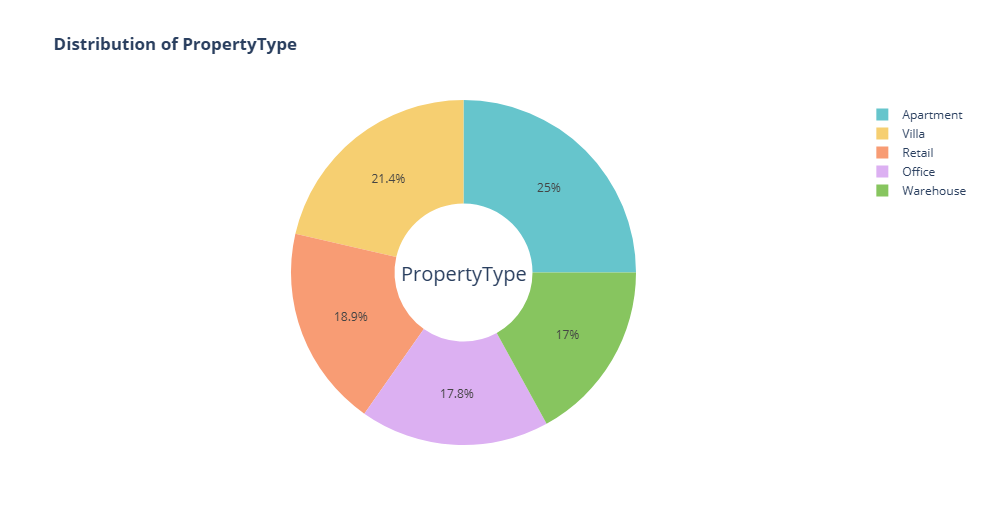 Distribution of PropertyType
Apartment
Villa
Retail
Office
Warehouse
21.4%
25%
PropertyType
18.9%
17%
17.8%